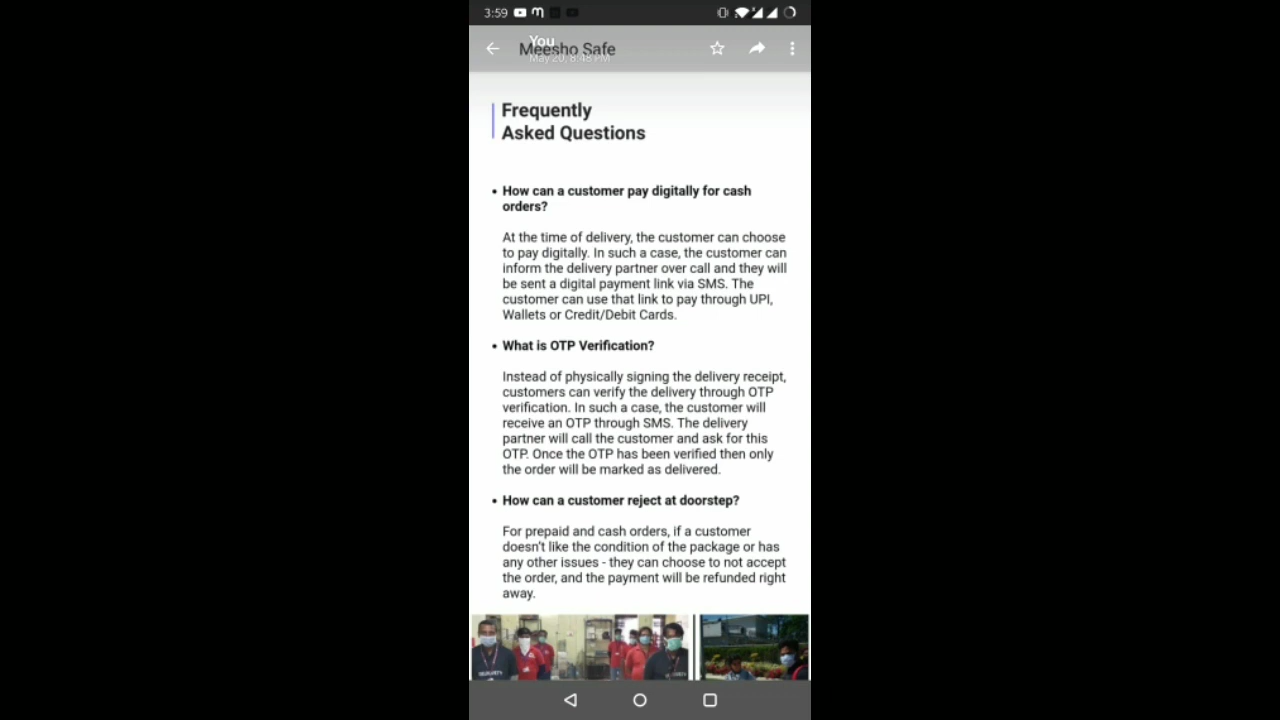 3:59
You
Meesho Safe
May 20, 8:48 PM
Frequently
Asked Questions
• How can a customer pay digitally for cash
orders?
At the time of delivery, the customer can choose
to pay digitally. In such a case, the customer can
inform the delivery partner over call and they will
be sent a digital payment link via SMS. The
customer can use that link to pay through UPI,
Wallets or Credit/Debit Cards.
• What is OTP Verification?
Instead of physically signing the delivery receipt,
customers can verify the delivery through OTP
verification. In such a case, the customer will
receive an OTP through SMS. The delivery
partner will call the customer and ask for this
OTP. Once the OTP has been verified then only
the order will be marked as delivered.
• How can a customer reject at doorstep?
For prepaid and cash orders, if a customer
doesn't like the condition of the package or has
any other issues - they can choose to not accept
the order, and the payment will be refunded right
away.